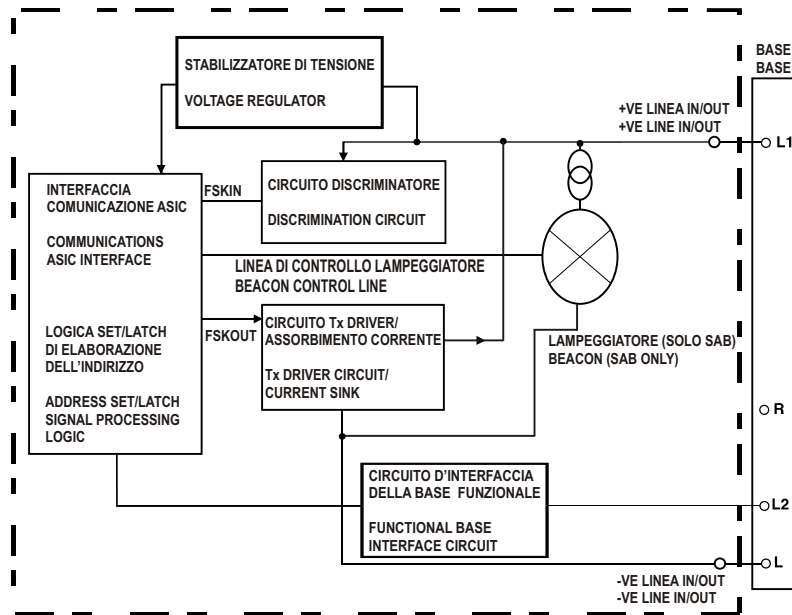 STABILIZZATORE DI TENSIONE
VOLTAGE REGULATOR
BASE
BASE
+VE LINEA IN/OUT
+VE LINE IN/OUT
L1
INTERFACCIA
COMUNICAZIONE ASIC
COMMUNICATIONS
ASIC INTERFACE
FSKIN
CIRCUITO DISCRIMINATORE
DISCRIMINATION CIRCUIT
LINEA DI CONTROLLO LAMPEGGIATORE
BEACON CONTROL LINE
LOGICA SET/LATCH
DI ELABORAZIONE
DELL'INDIRIZZO
ADDRESS SET/LATCH
SIGNAL PROCESSING
LOGIC
FSKOUT
CIRCUITO Tx DRIVER/
ASSORBIMENTO CORRENTE
Tx DRIVER CIRCUIT/
CURRENT SINK
LAMPEGGIATORE (SOLO SAB)
BEACON (SAB ONLY)
R
CIRCUITO D'INTERFACCIA
DELLA BASE FUNZIONALE
FUNCTIONAL BASE
INTERFACE CIRCUIT
L2
L
-VE LINEA IN/OUT
-VE LINE IN/OUT